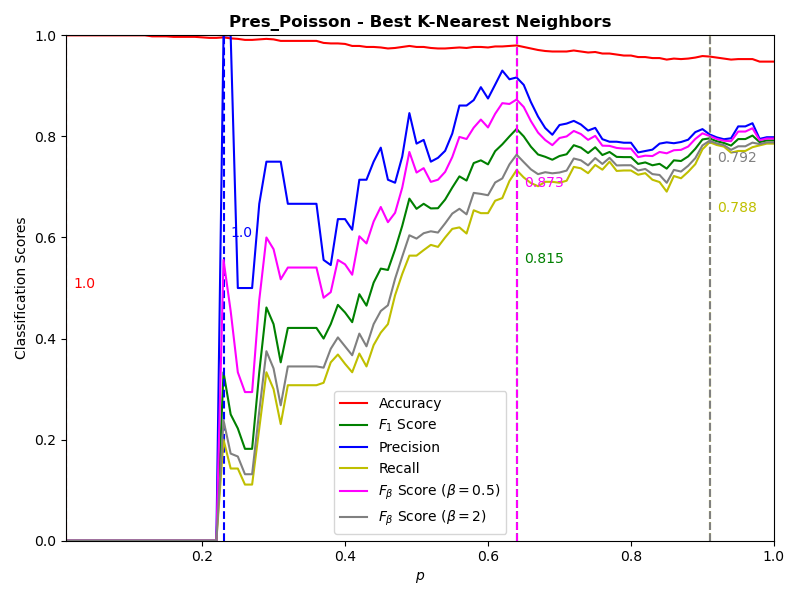 Pres_Poisson - Best K-Nearest Neighbors
Classification Scores
1.0
0.8
0.6
0.4
0.2
0.0
1.0
1.0
0.873
0.815
0.792
0.788
Accuracy
F₁ Score
Precision
Recall
Fᵦ Score (β = 0.5)
Fᵦ Score (β = 2)
0.2 0.4 0.6 0.8 1.0
p